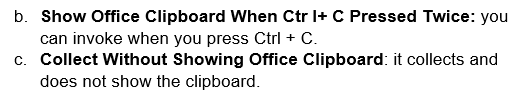 b. Show Office Clipboard When Ctr l+ C Pressed Twice: you
can invoke when you press Ctrl + C.
c. Collect Without Showing Office Clipboard: it collects and
does not show the clipboard.